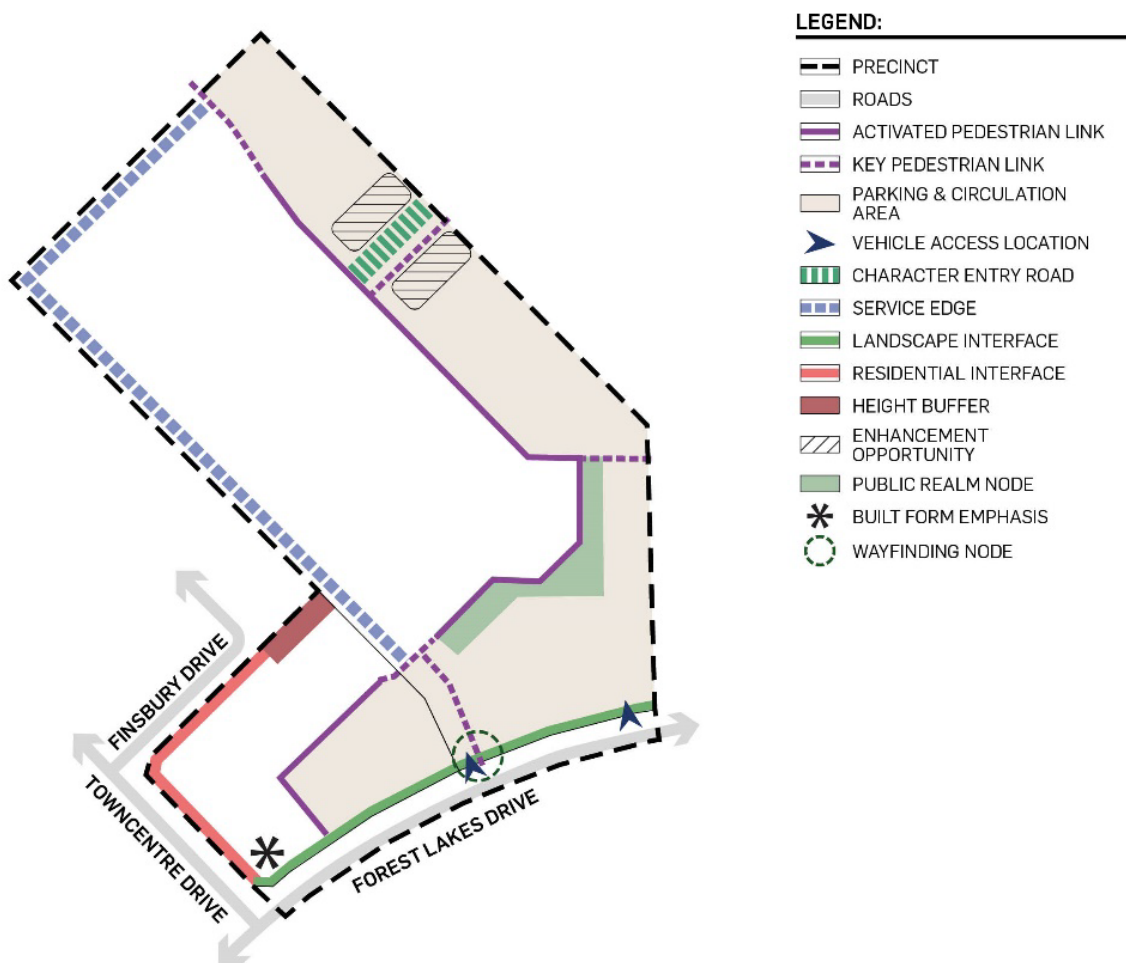 LEGEND:
PRECINCT
ROADS
ACTIVATED PEDESTRIAN LINK
KEY PEDESTRIAN LINK
PARKING & CIRCULATION
AREA
VEHICLE ACCESS LOCATION
CHARACTER ENTRY ROAD
SERVICE EDGE
LANDSCAPE INTERFACE
RESIDENTIAL INTERFACE
HEIGHT BUFFER
ENHANCEMENT
OPPORTUNITY
PUBLIC REALM NODE
BUILT FORM EMPHASIS
WAYFINDING NODE
FINSBURY DRIVE
TOWNCENTRE DRIVE
FOREST LAKES DRIVE